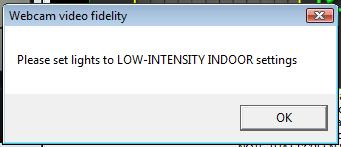 Webcam video fidelity
Please set lights to LOW-INTENSITY INDOOR settings
OK